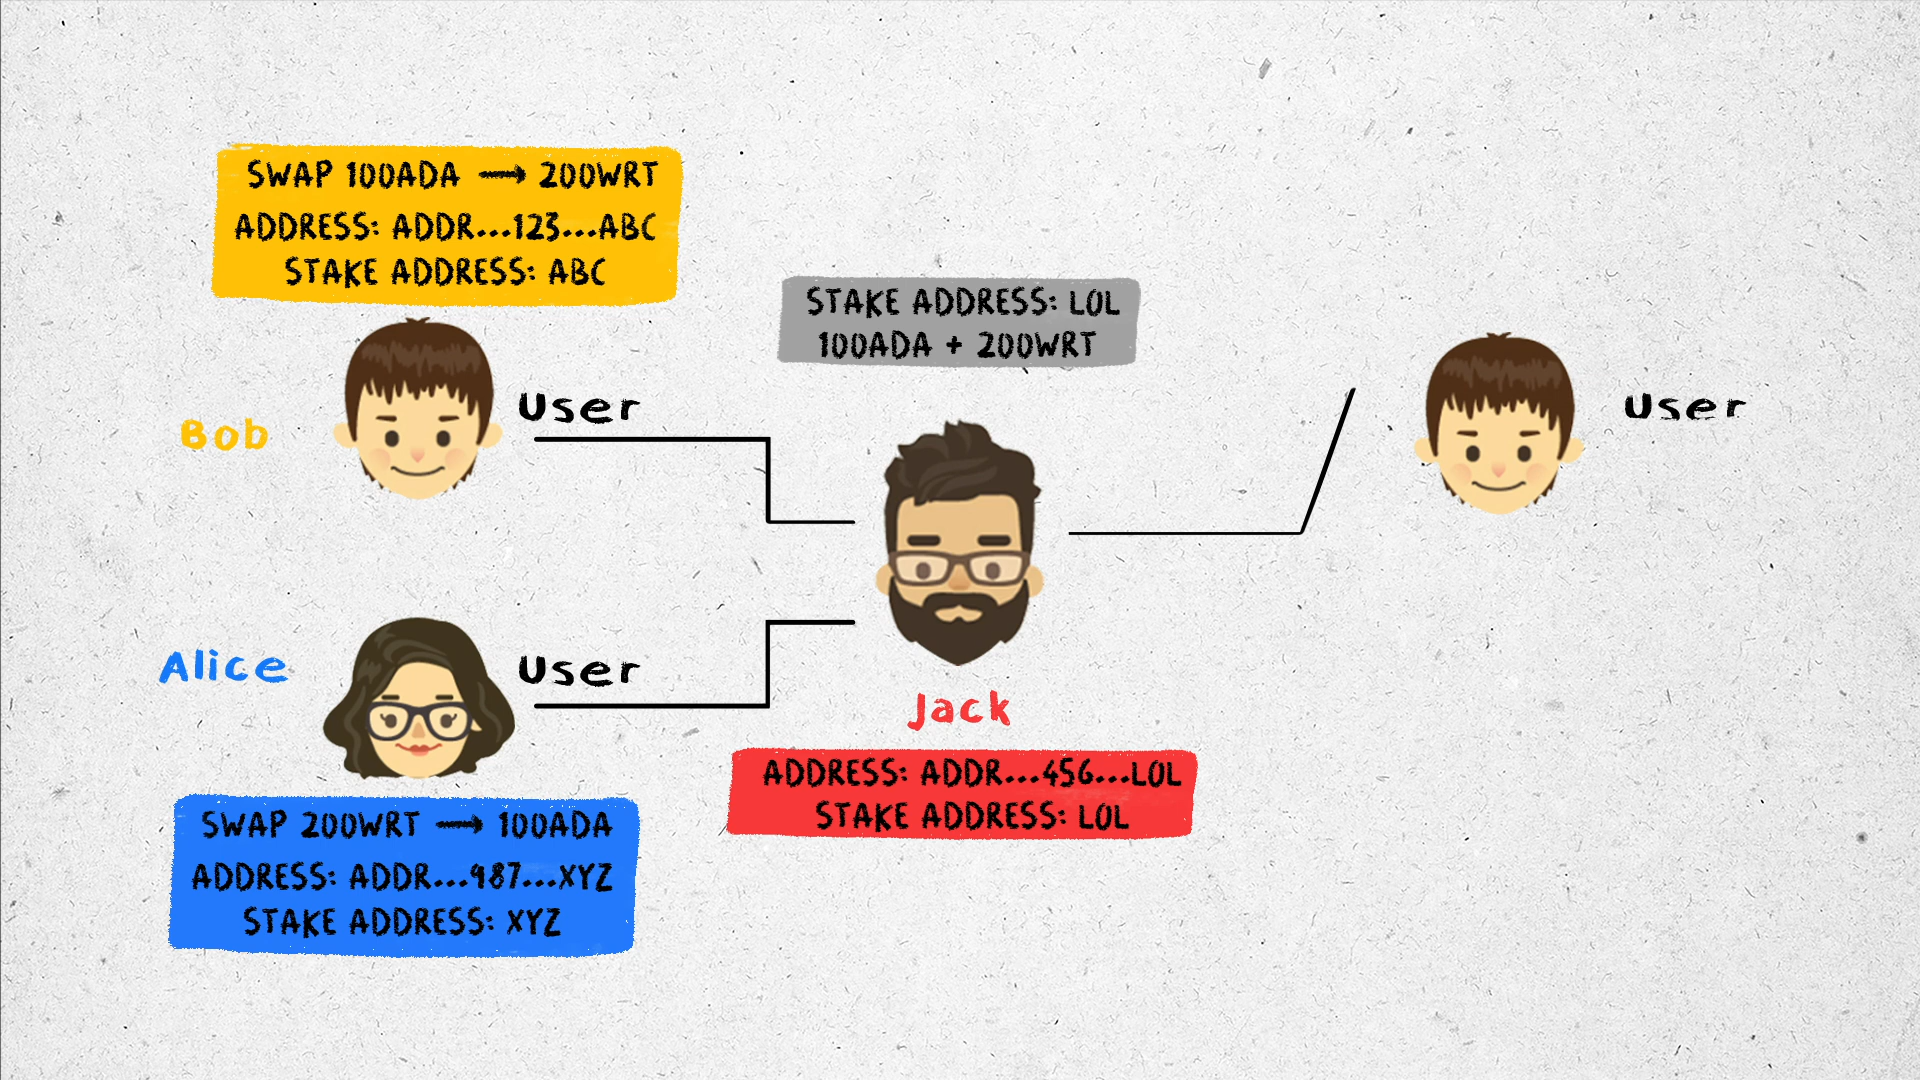 SWAP 100ADA → 200WRT
ADDRESS: ADDR...123...ABC
STAKE ADDRESS: ABC
STAKE ADDRESS: LOL
100ADA + 200WRT
Bob
User
User
Alice
User
Jack
ADDRESS: ADDR...456...LOL
STAKE ADDRESS: LOL
SWAP 200WRT → 100ADA
ADDRESS: ADDR...987...XYZ
STAKE ADDRESS: XYZ